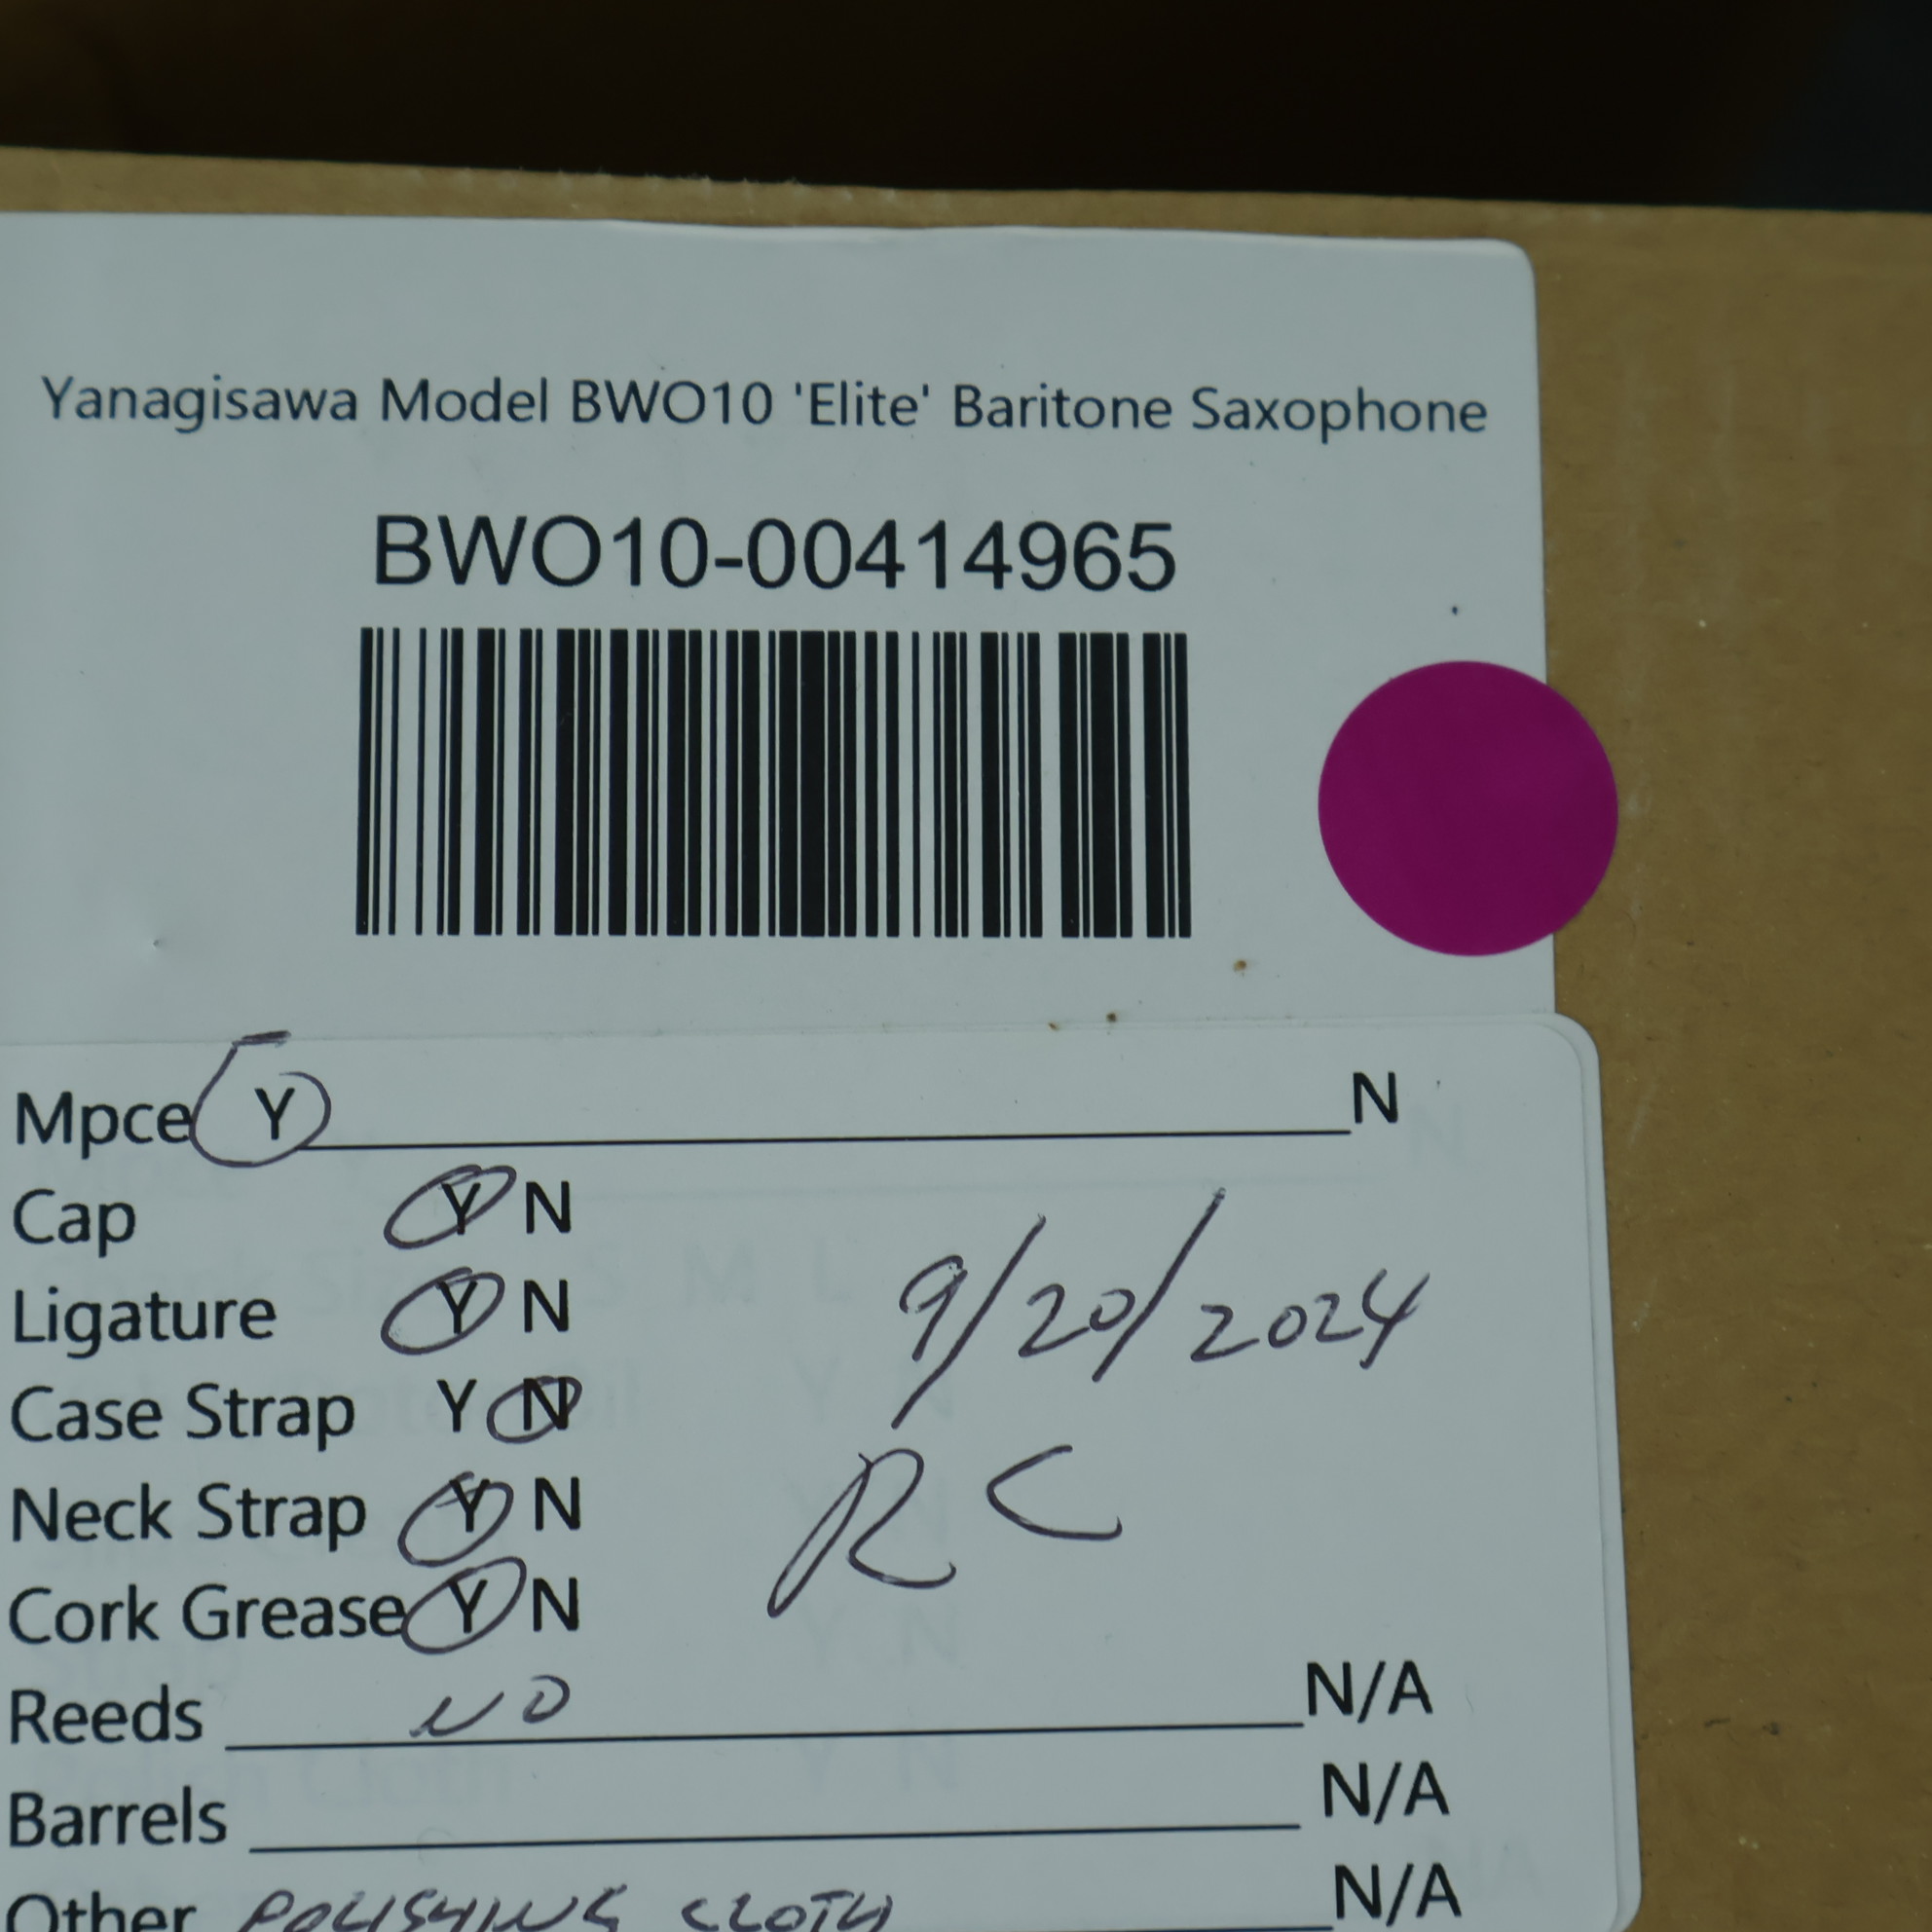 Yanagisawa Model BWO10 'Elite' Baritone Saxophone
BWO10-00414965
Mpce Y N
Cap Y N
Ligature Y N
9/20/2024
Case Strap Y N
RC
Neck Strap Y N
Cork Grease Y N
Reeds NO N/A
Barrels N/A
Other POLISHING CLOTH N/A